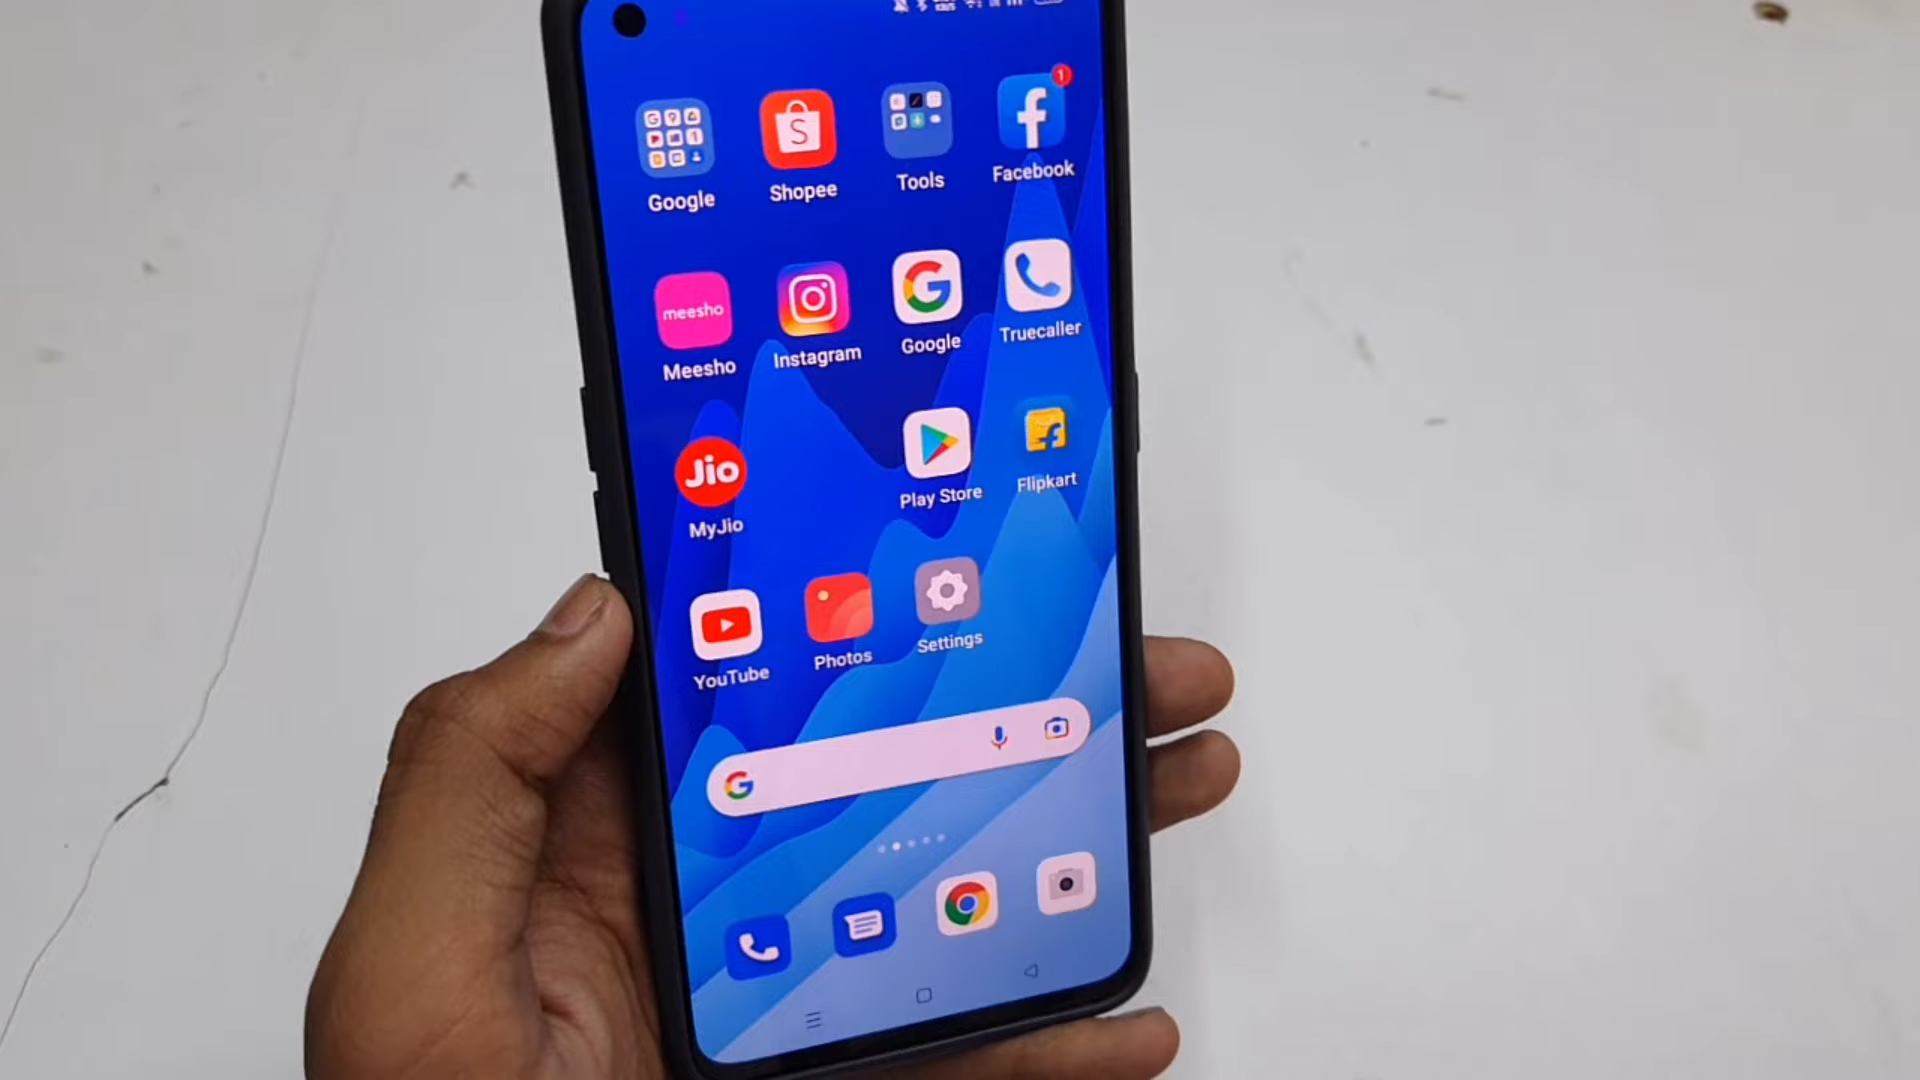 Google Shopee Tools Facebook
1
meesho
Meesho Instagram Google Truecaller
Jio
MyJio Play Store Flipkart
YouTube Photos Settings